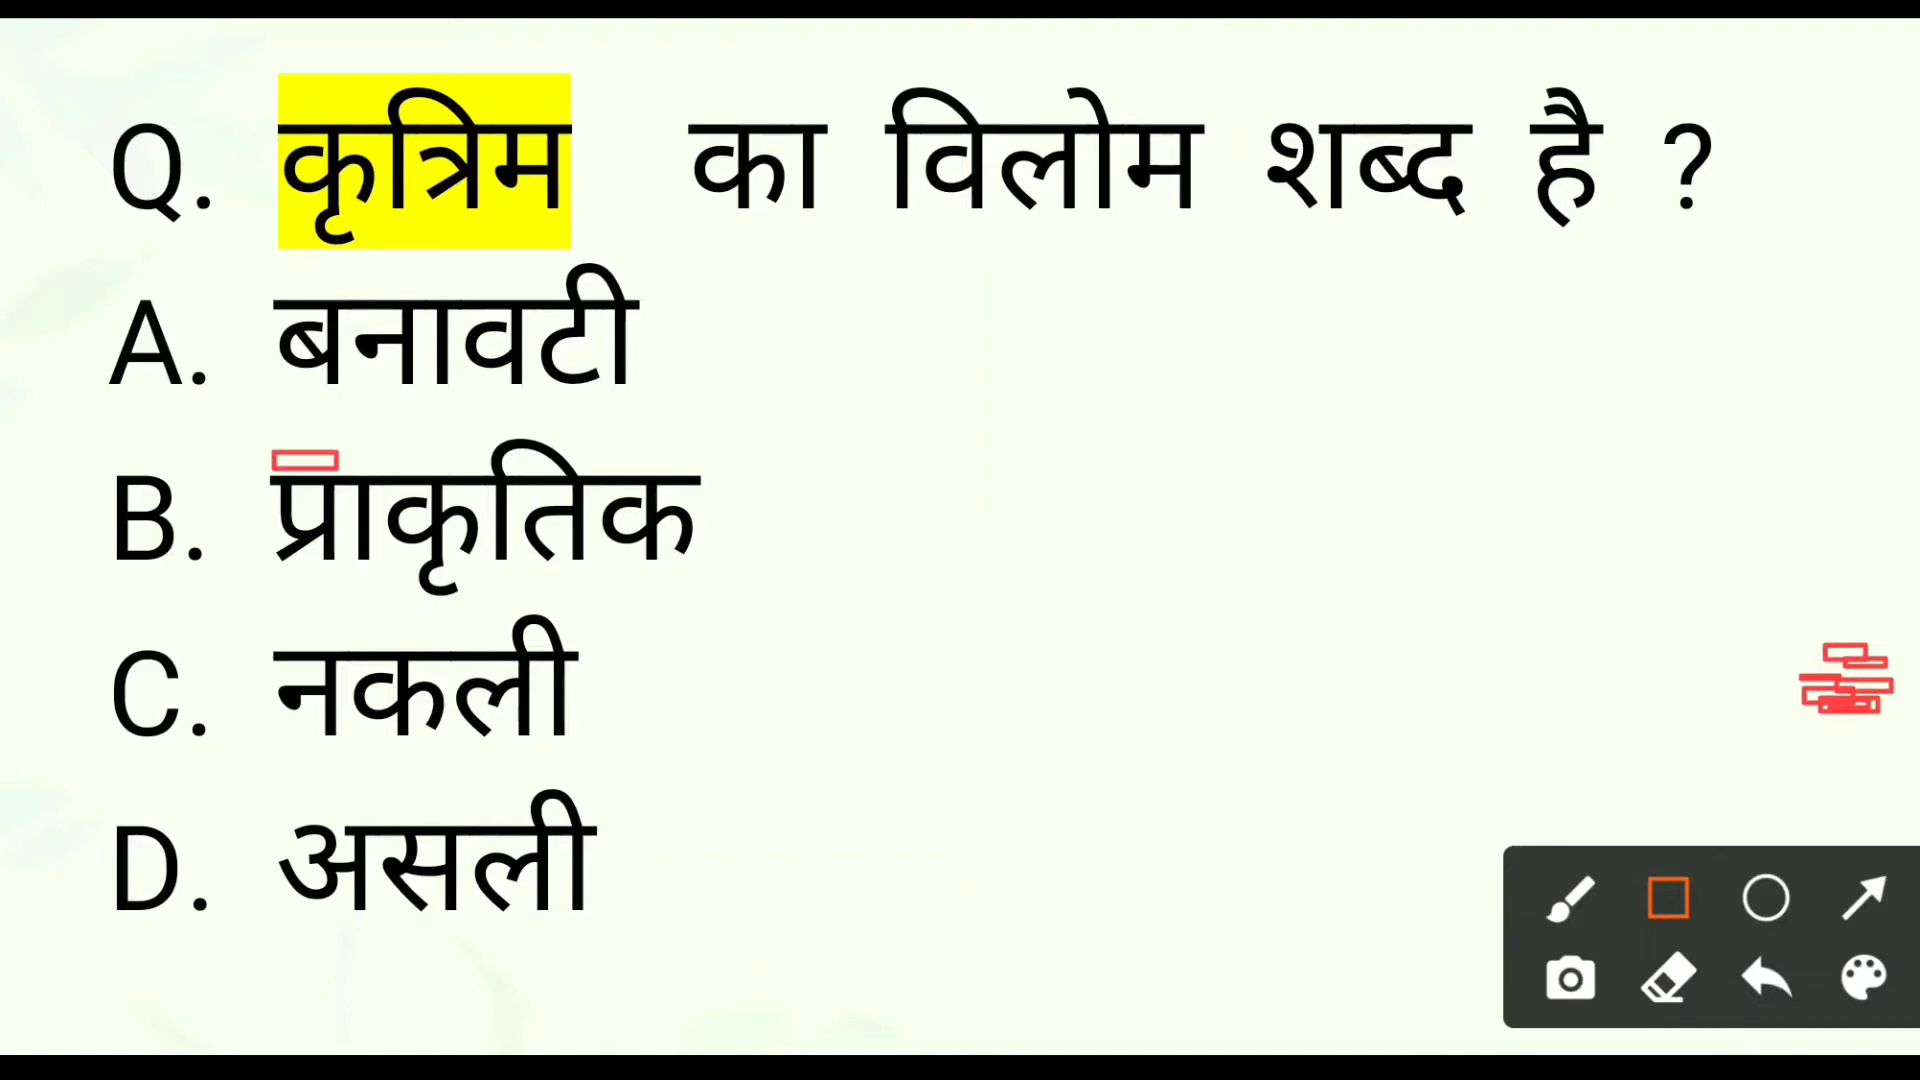 Q. कृत्रिम का विलोम शब्द है ?
A. बनावटी
B. प्राकृतिक
C. नकली
D. असली